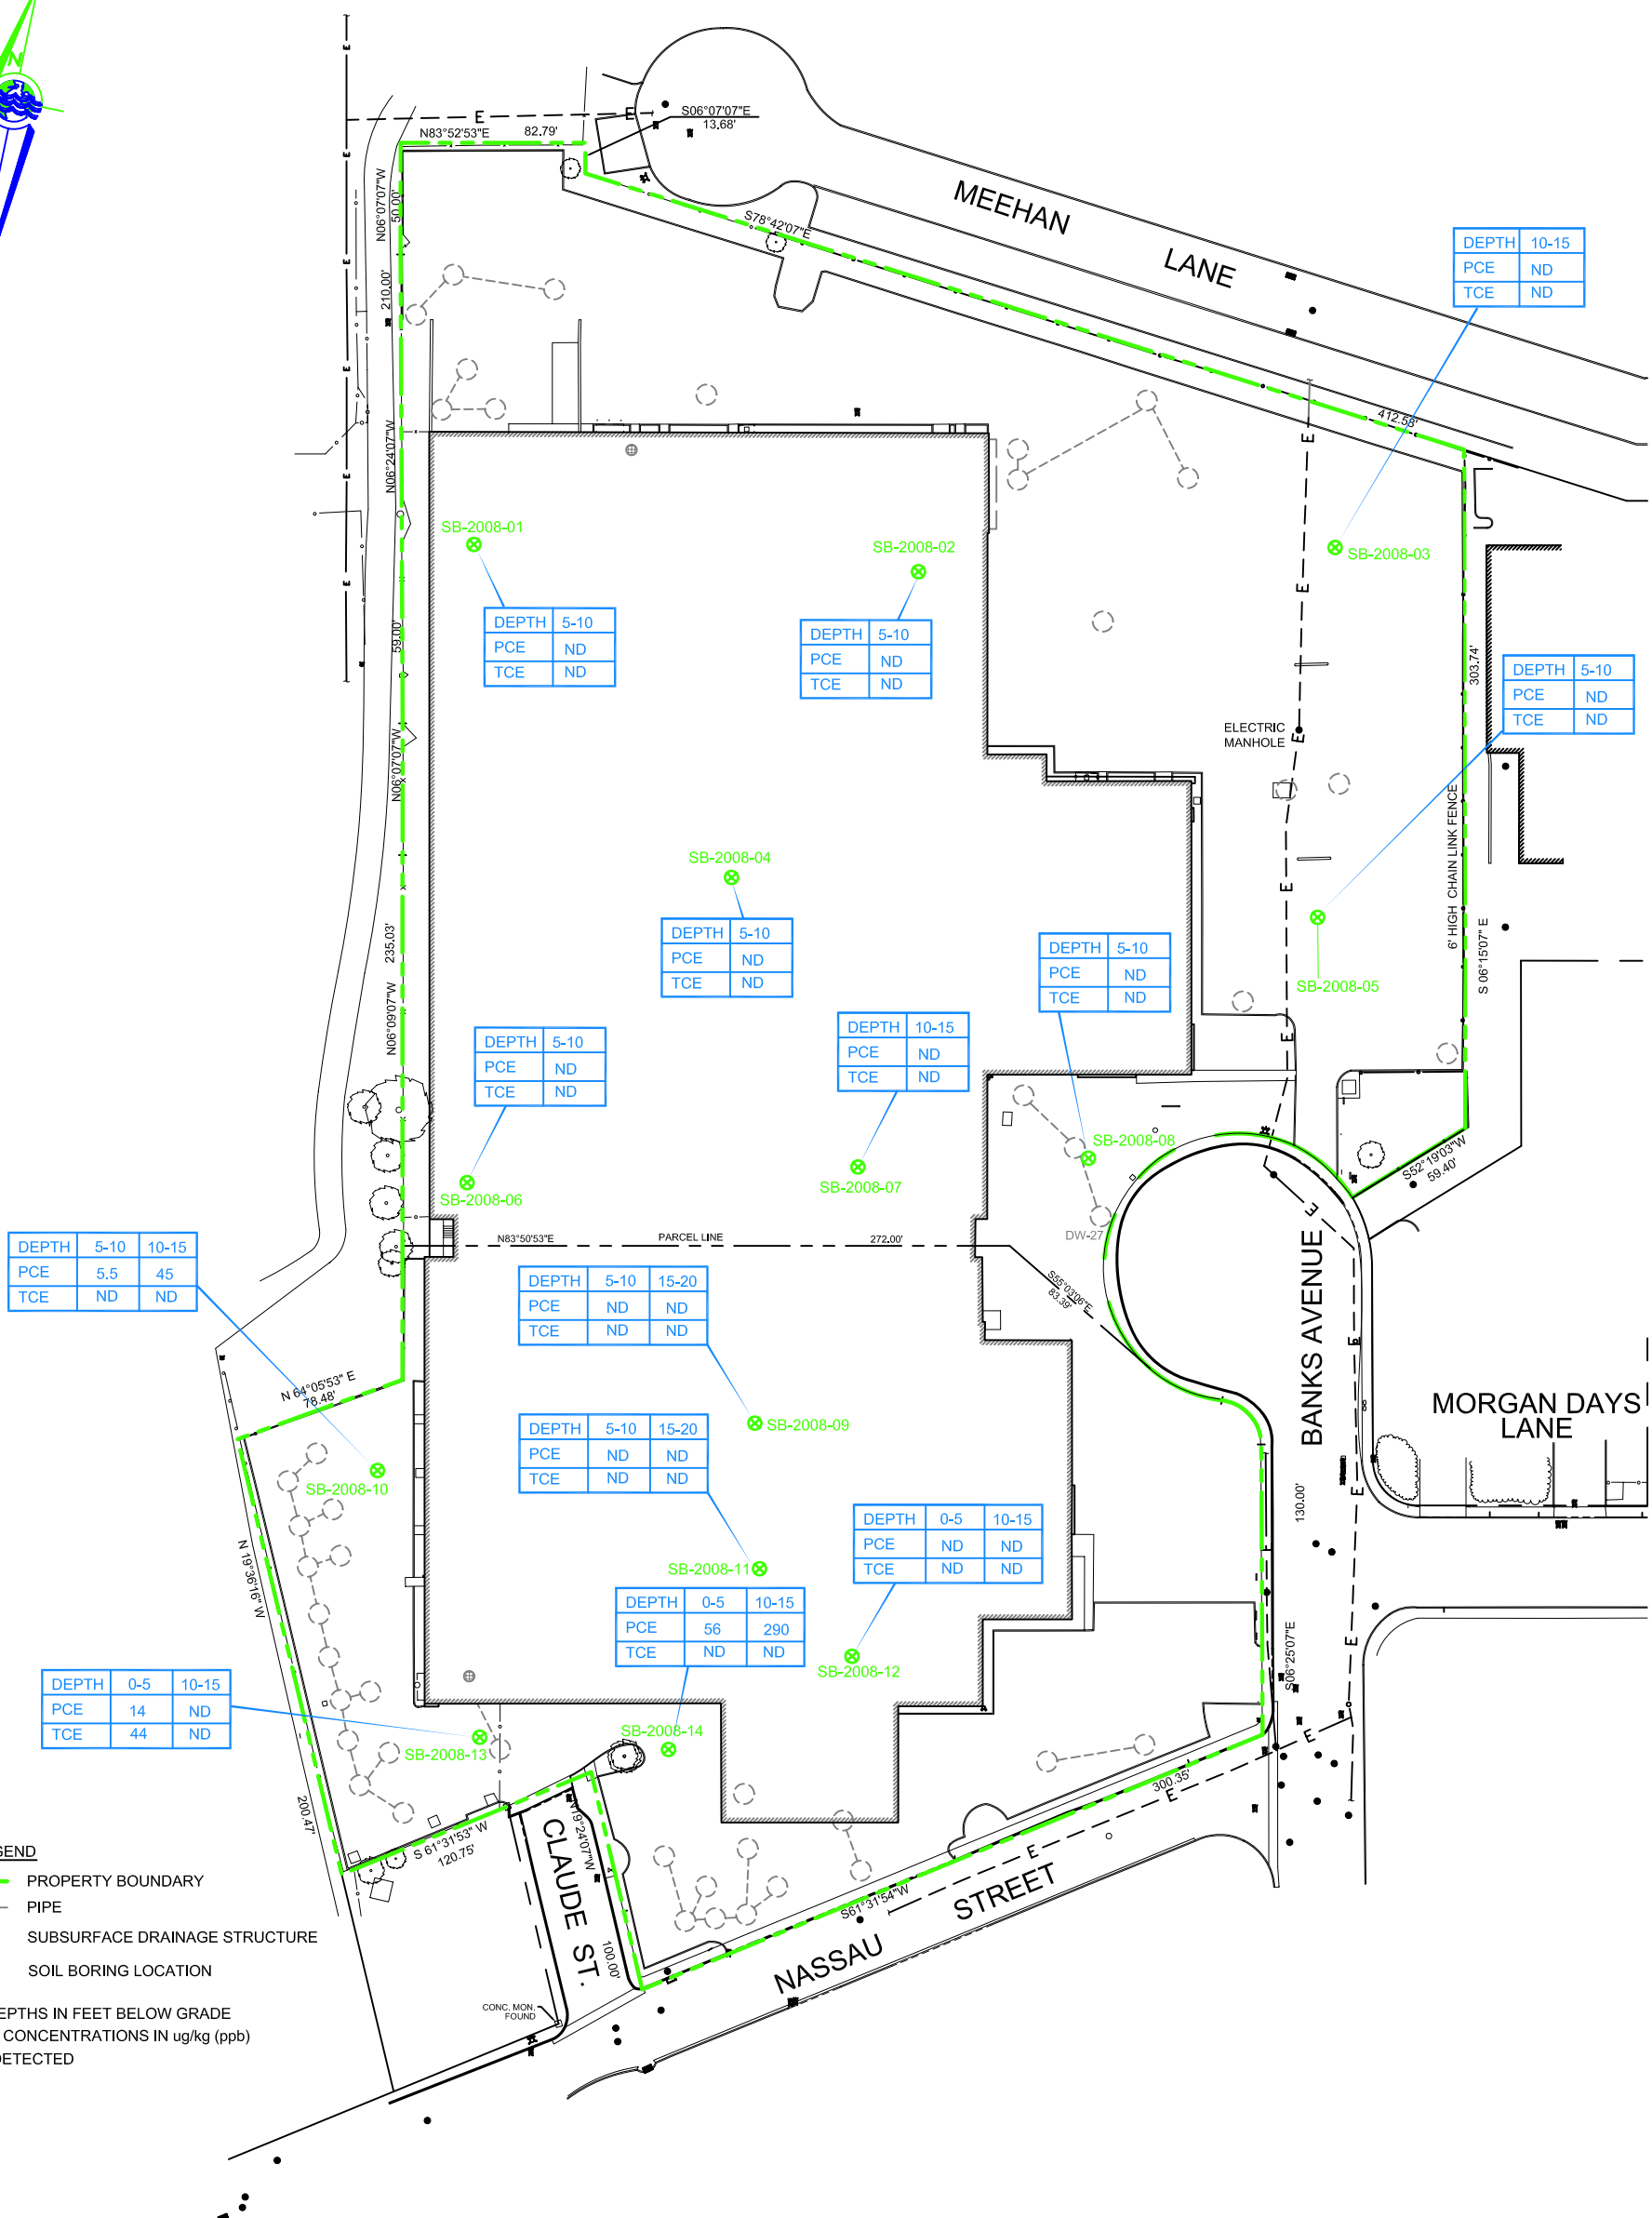 N
E
E
S06°07'07"E
13.68'
N83°52'53"E 82.79'
N06°07'07"W
50.00'
210.00'
S78°42'07"E
MEEHAN
LANE
412.53'
DEPTH 10-15
PCE ND
TCE ND
N06°24'07"W
SB-2008-01
SB-2008-02
SB-2008-03
DEPTH 5-10
PCE ND
TCE ND
DEPTH 5-10
PCE ND
TCE ND
59.00'
303.74'
DEPTH 5-10
PCE ND
TCE ND
ELECTRIC
MANHOLE
N06°07'07"W
6' HIGH CHAIN LINK FENCE
SB-2008-04
DEPTH 5-10
PCE ND
TCE ND
235.03'
S 06°15'07" E
DEPTH 5-10
PCE ND
TCE ND
SB-2008-05
N06°09'07"W
DEPTH 5-10
PCE ND
TCE ND
DEPTH 10-15
PCE ND
TCE ND
SB-2008-08
SB-2008-06
SB-2008-07
S52°19'03"W
59.40'
DW-27
N83°50'53"E PARCEL LINE 272.00'
S55°03'06"E
83.39'
BANKS AVENUE
DEPTH 5-10 10-15
PCE 5.5 45
TCE ND ND
DEPTH 5-10 15-20
PCE ND ND
TCE ND ND
N 64°05'53" E
78.48'
MORGAN DAYS
LANE
SB-2008-09
DEPTH 5-10 15-20
PCE ND ND
TCE ND ND
SB-2008-10
130.00'
DEPTH 0-5 10-15
PCE ND ND
TCE ND ND
N 19°36'16" W
SB-2008-11
DEPTH 0-5 10-15
PCE 56 290
TCE ND ND
S06°25'07"E
SB-2008-12
DEPTH 0-5 10-15
PCE 14 ND
TCE 44 ND
SB-2008-14
SB-2008-13
200.47'
300.35'
S 61°31'53" W
120.75'
N19°24'07"W
CLAUDE ST.
100.00'
S61°31'54"W
NASSAU STREET
CONC. MON.
FOUND
GEND
PROPERTY BOUNDARY
PIPE
SUBSURFACE DRAINAGE STRUCTURE
SOIL BORING LOCATION
EPTHS IN FEET BELOW GRADE
CONCENTRATIONS IN ug/kg (ppb)
DETECTED